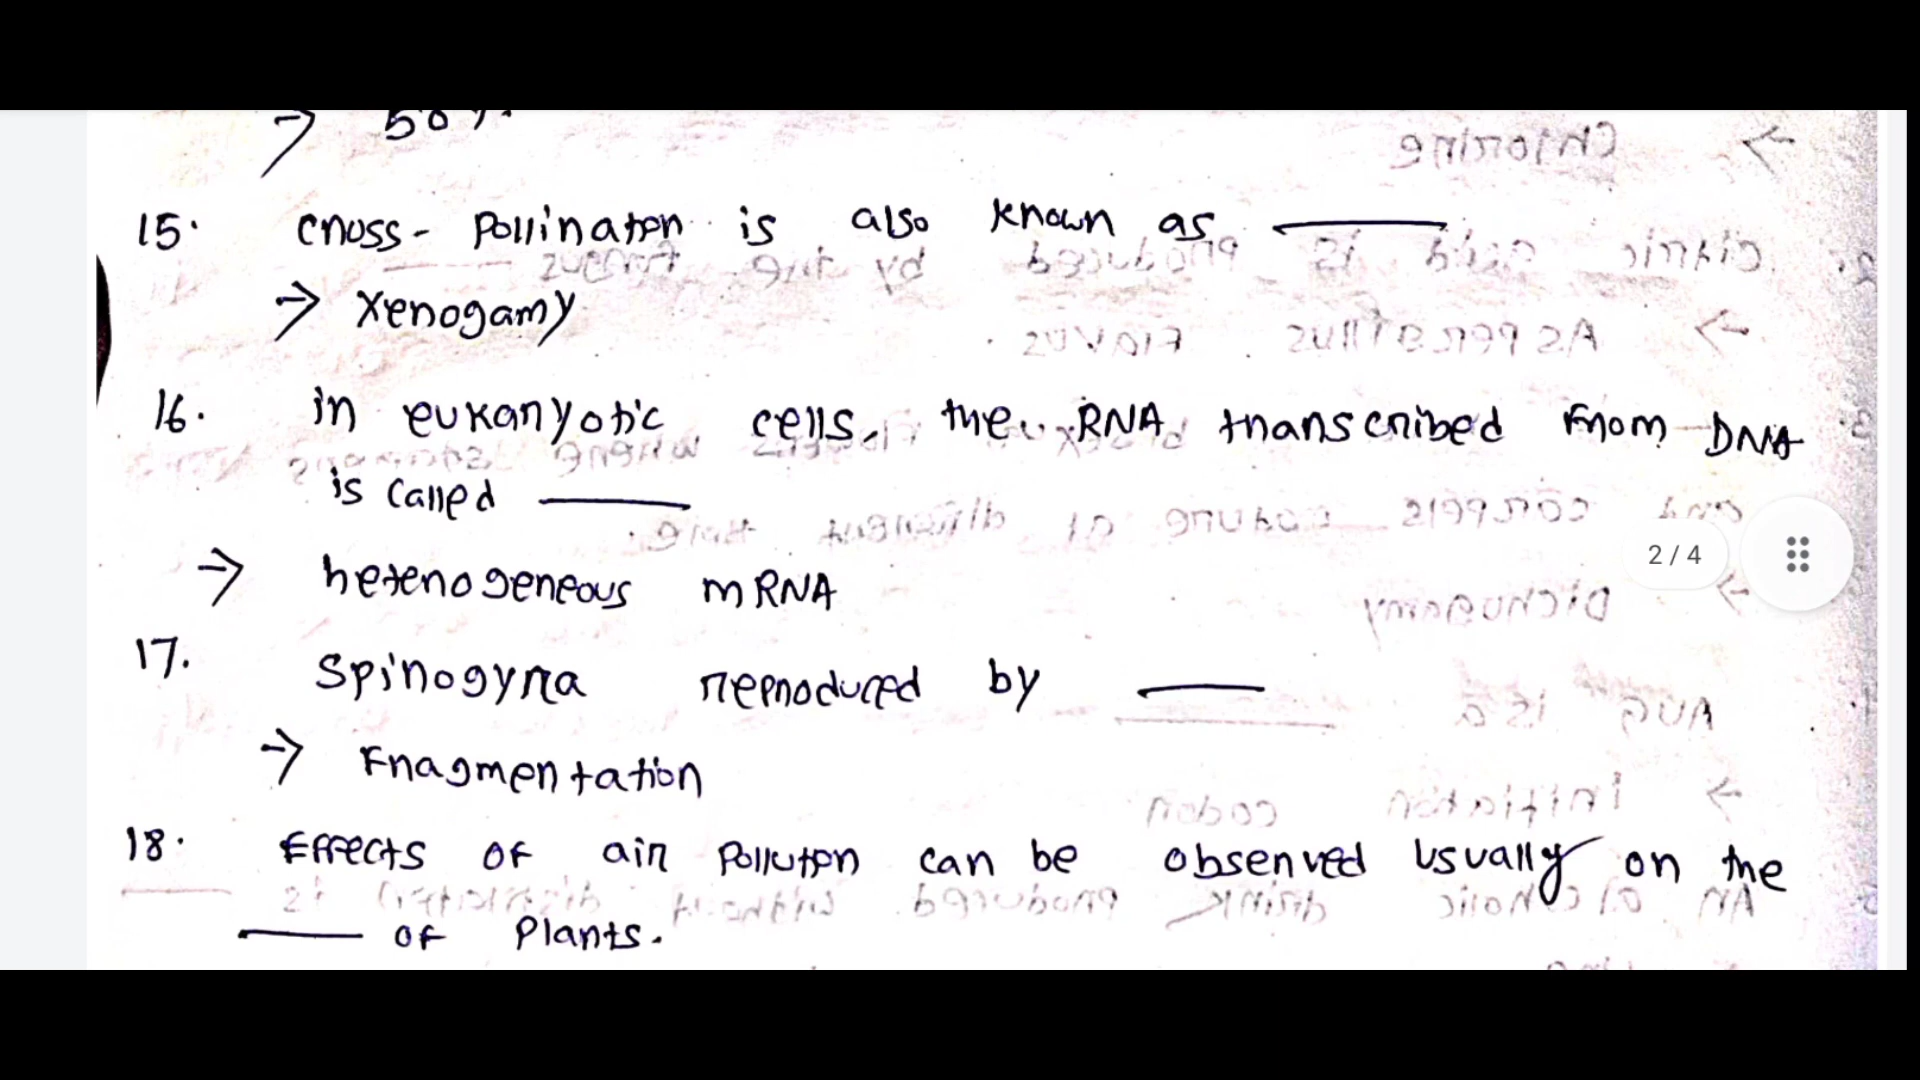 → 50%.
15. Cross- Pollination is also known as ______
→ Xenogamy
16. in eukaryotic cells, the RNA transcribed From DNA
is called ______
→ heterogeneous mRNA
2 / 4
17. Spirogyra reproduced by ______
→ Fragmentation
18. Effects OF air Pollution can be observed usually on the
______ OF Plants.